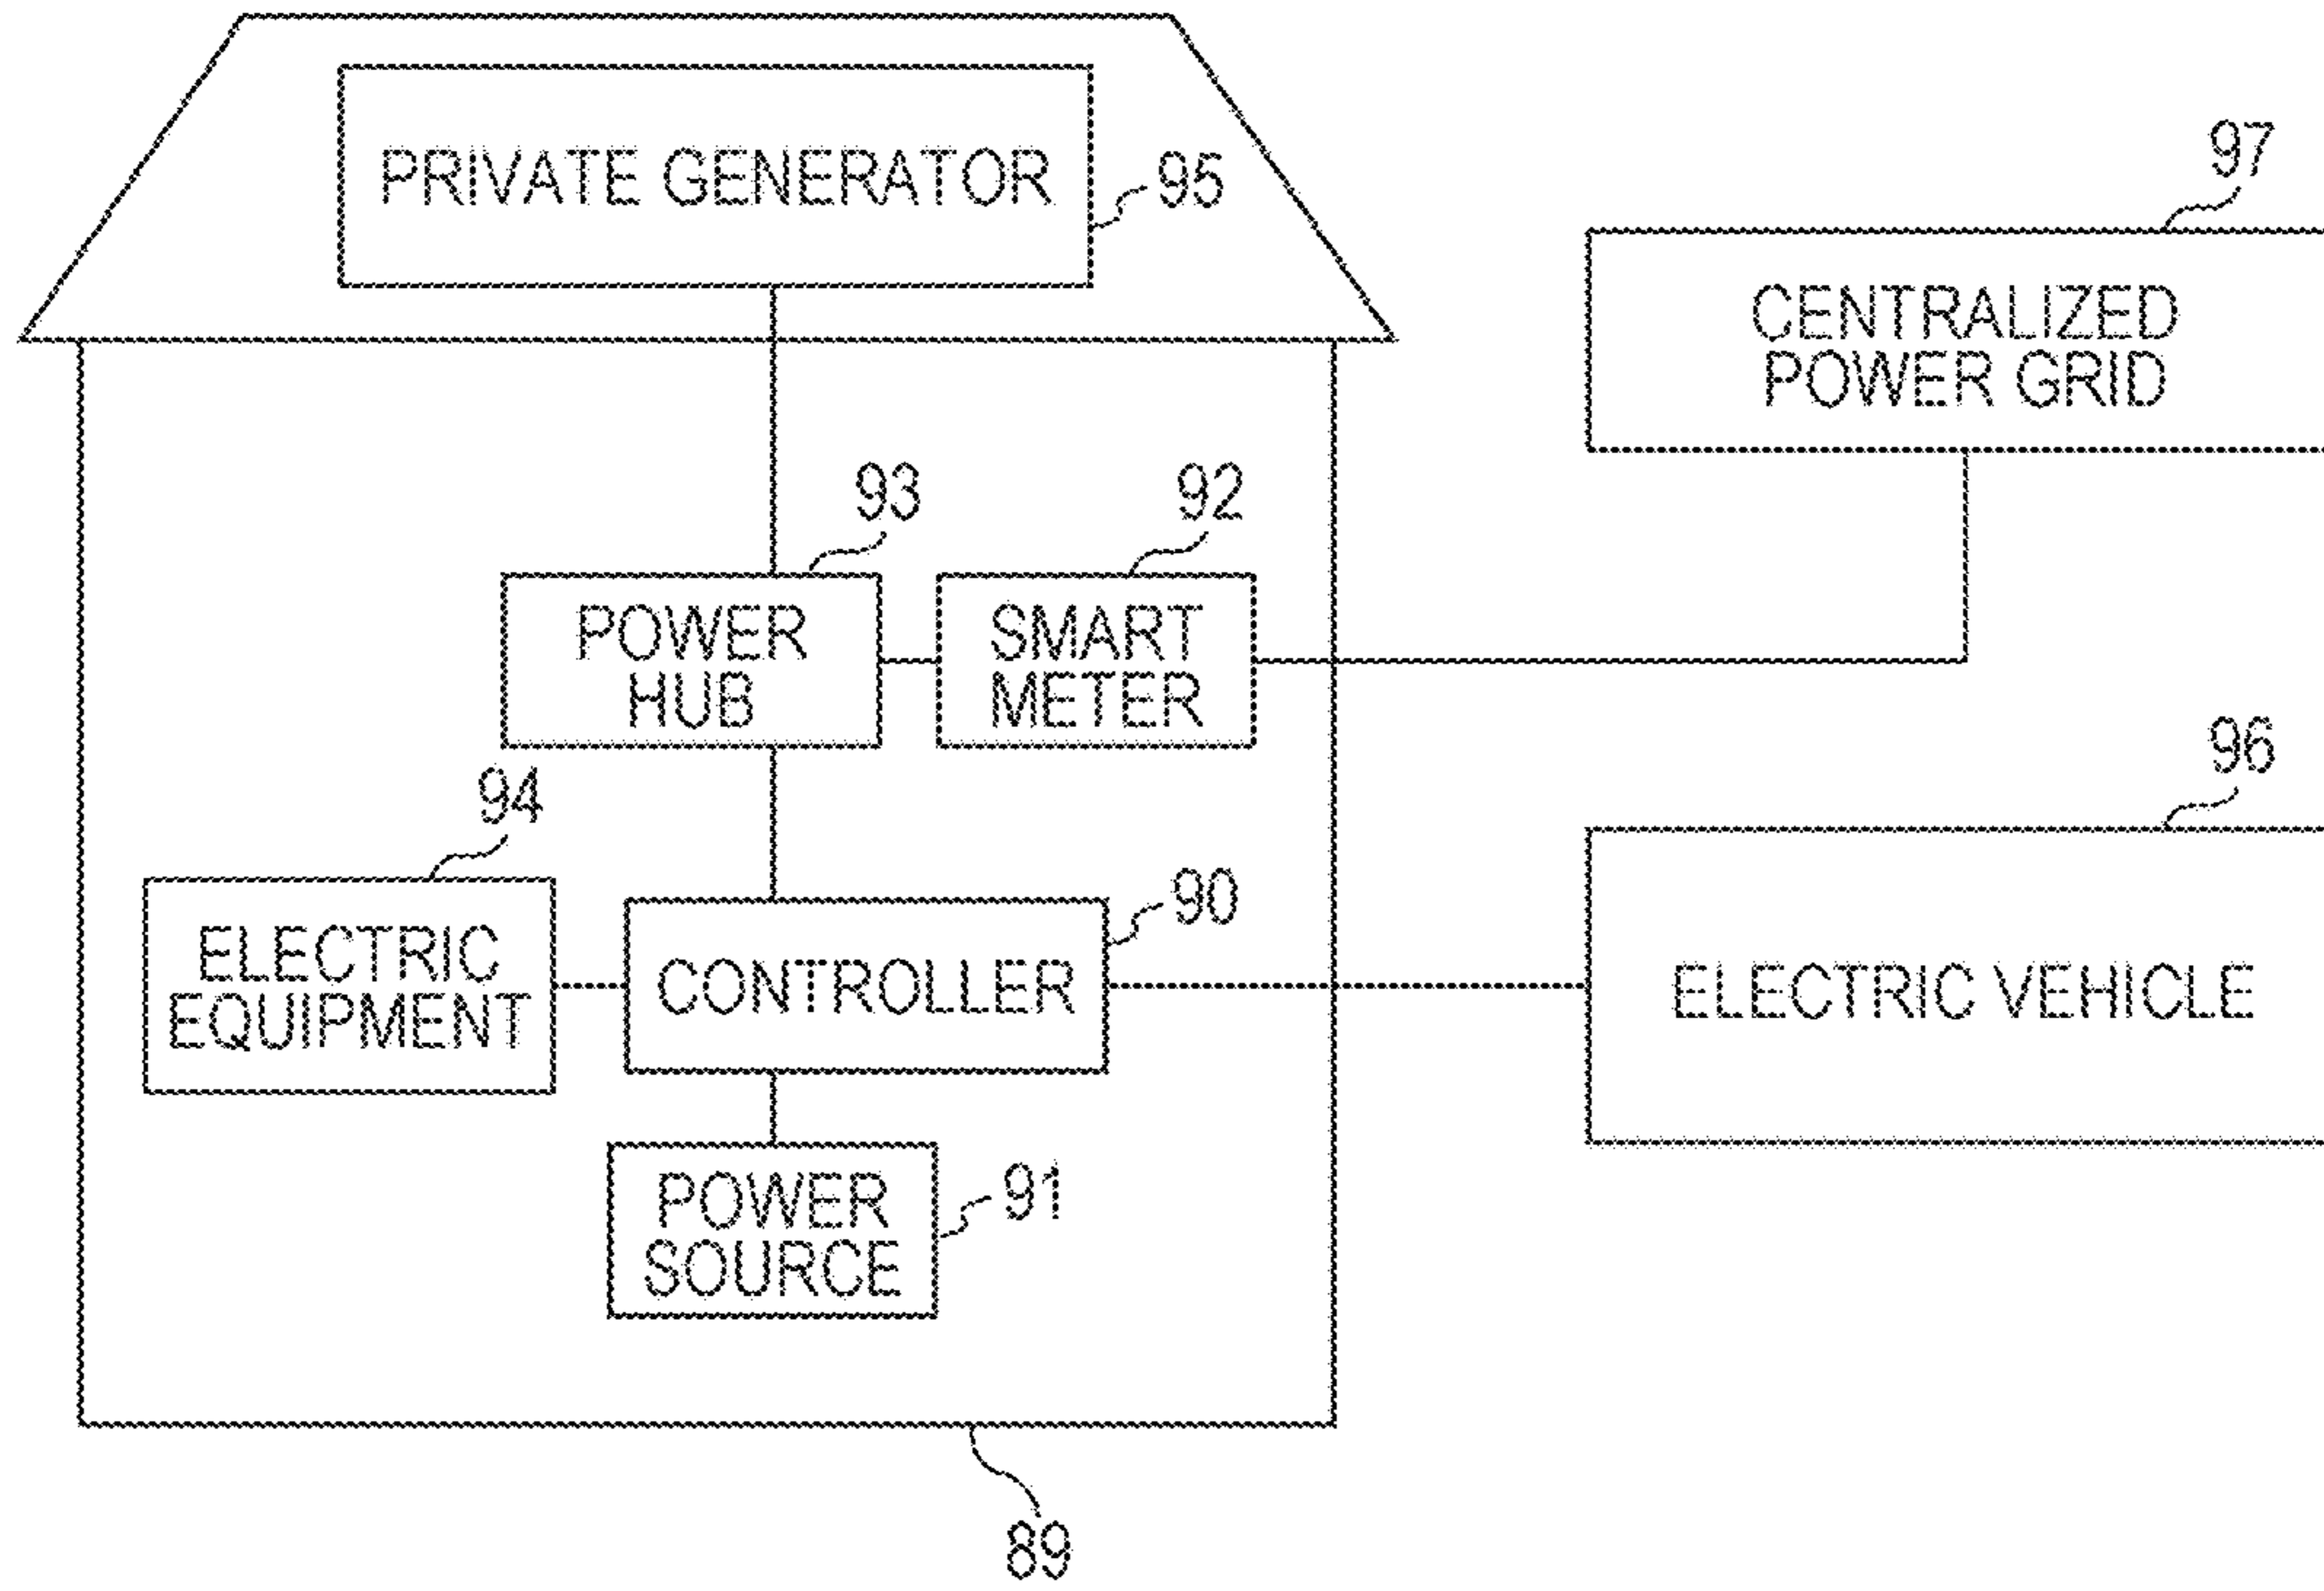 PRIVATE GENERATOR
95
97
CENTRALIZED
POWER GRID
93
92
POWER
HUB
SMART
METER
96
94
90
ELECTRIC
EQUIPMENT
CONTROLLER
ELECTRIC VEHICLE
POWER
SOURCE
91
89